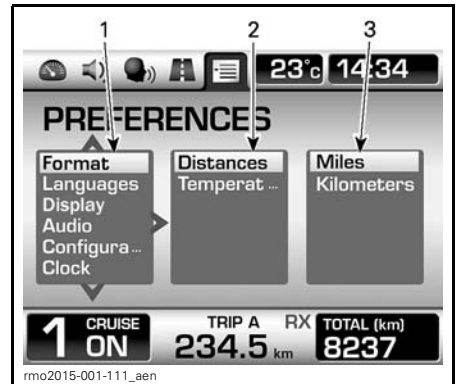 1 2 3
23°c 14:34
PREFERENCES
Format
Languages
Display
Audio
Configura ...
Clock
Distances
Temperat ...
Miles
Kilometers
1 CRUISE ON
TRIP A RX
234.5 km
TOTAL (km)
8237
rmo2015-001-111_aen